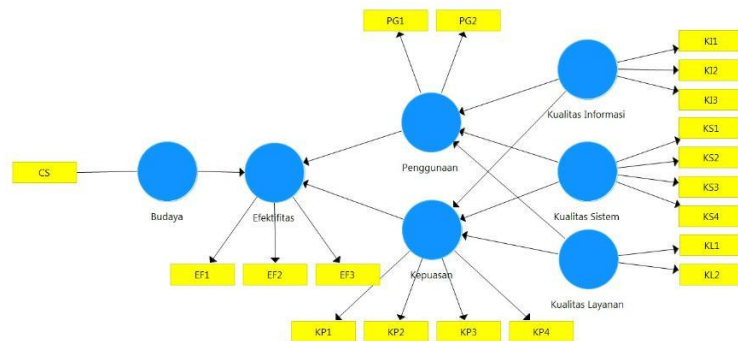 PG1
PG2
KI1
KI2
KI3
Kualitas Informasi
KS1
KS2
KS3
KS4
Penggunaan
CS
Budaya
Efektifitas
Kualitas Sistem
KL1
KL2
EF1
EF2
EF3
Kepuasan
Kualitas Layanan
KP1
KP2
KP3
KP4